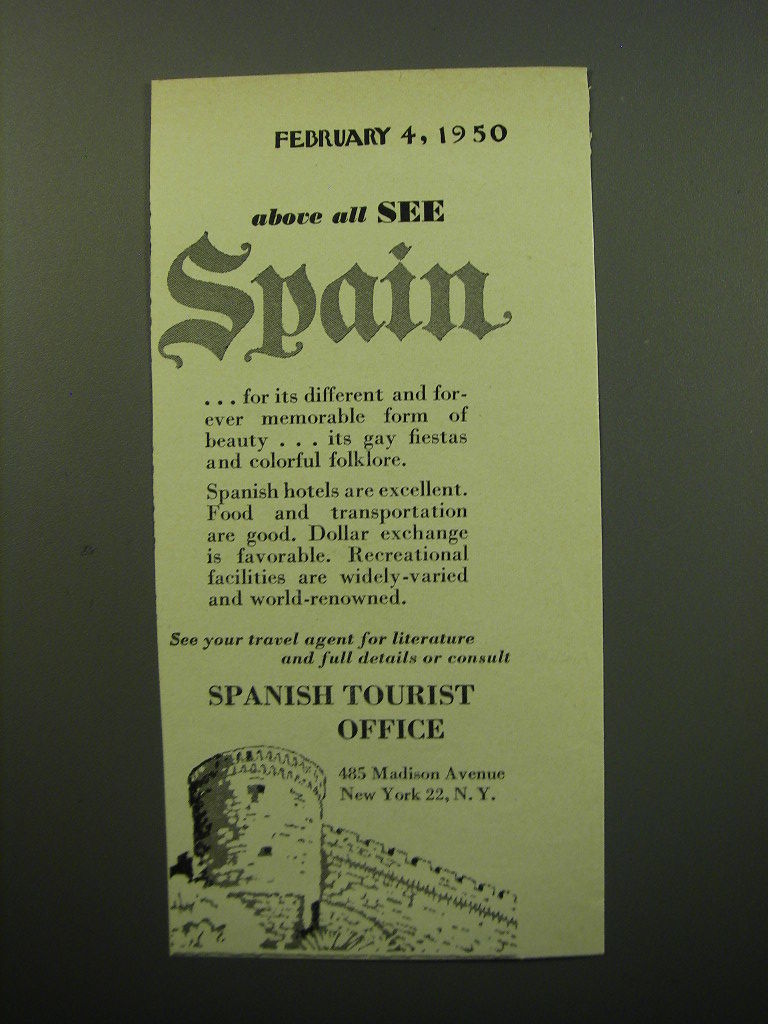 FEBRUARY 4, 1950
above all SEE
Spain
. . . for its different and for-
ever memorable form of
beauty . . . its gay fiestas
and colorful folklore.
Spanish hotels are excellent.
Food and transportation
are good. Dollar exchange
is favorable. Recreational
facilities are widely-varied
and world-renowned.
See your travel agent for literature
and full details or consult
SPANISH TOURIST
OFFICE
485 Madison Avenue
New York 22, N. Y.